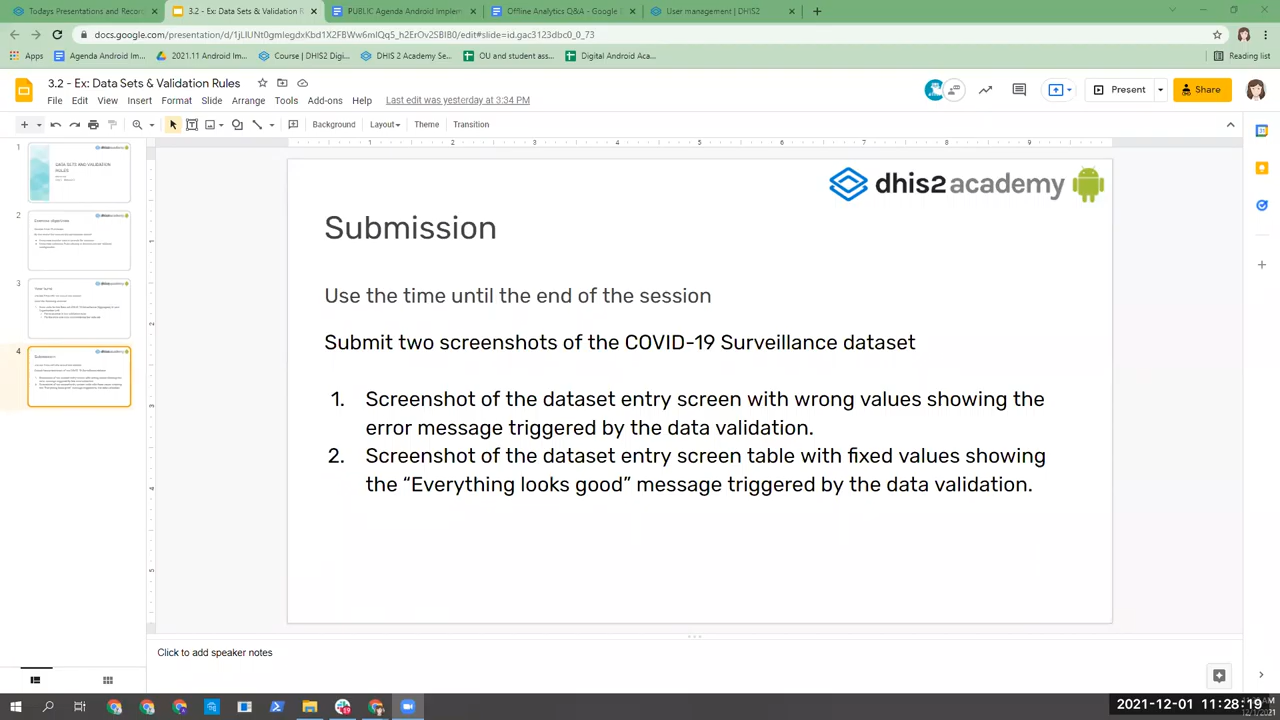 Todays Presentations and Record
3.2 - Ex: Data Sets & Validation R
PUBLIC Agenda Android Implem
Offline Analytics Q&A - Google D
User management | DHIS2
docs.google.com/presentation/d/1jLIUNt0gmIegdxKbd1X2FBWw6mIQq5_h2ErOv2SBIB0/edit#slide=id.gac3123dbc0_0_73
Apps
Agenda Android Im...
2021.11 Android Im...
Course | DHIS2 Digi...
DHIS 2 Academy Se...
OU and student ass...
Digital Android Aca...
Reading list
3.2 - Ex: Data Sets & Validation Rules
File Edit View Insert Format Slide Arrange Tools Add-ons Help
Last edit was yesterday at 3:34 PM
Present
Share
Background Layout Theme Transition
1
2
3
4
dhis2 academy
Submission
Use the time until the end of the session
Submit two screenshots of the COVID-19 Surveillance dataset
1. Screenshot of the dataset entry screen with wrong values showing the
error message triggered by the data validation.
2. Screenshot of the dataset entry screen table with fixed values showing
the “Everything looks good” message triggered by the data validation.
Click to add speaker notes
2021-12-01 11:28:19